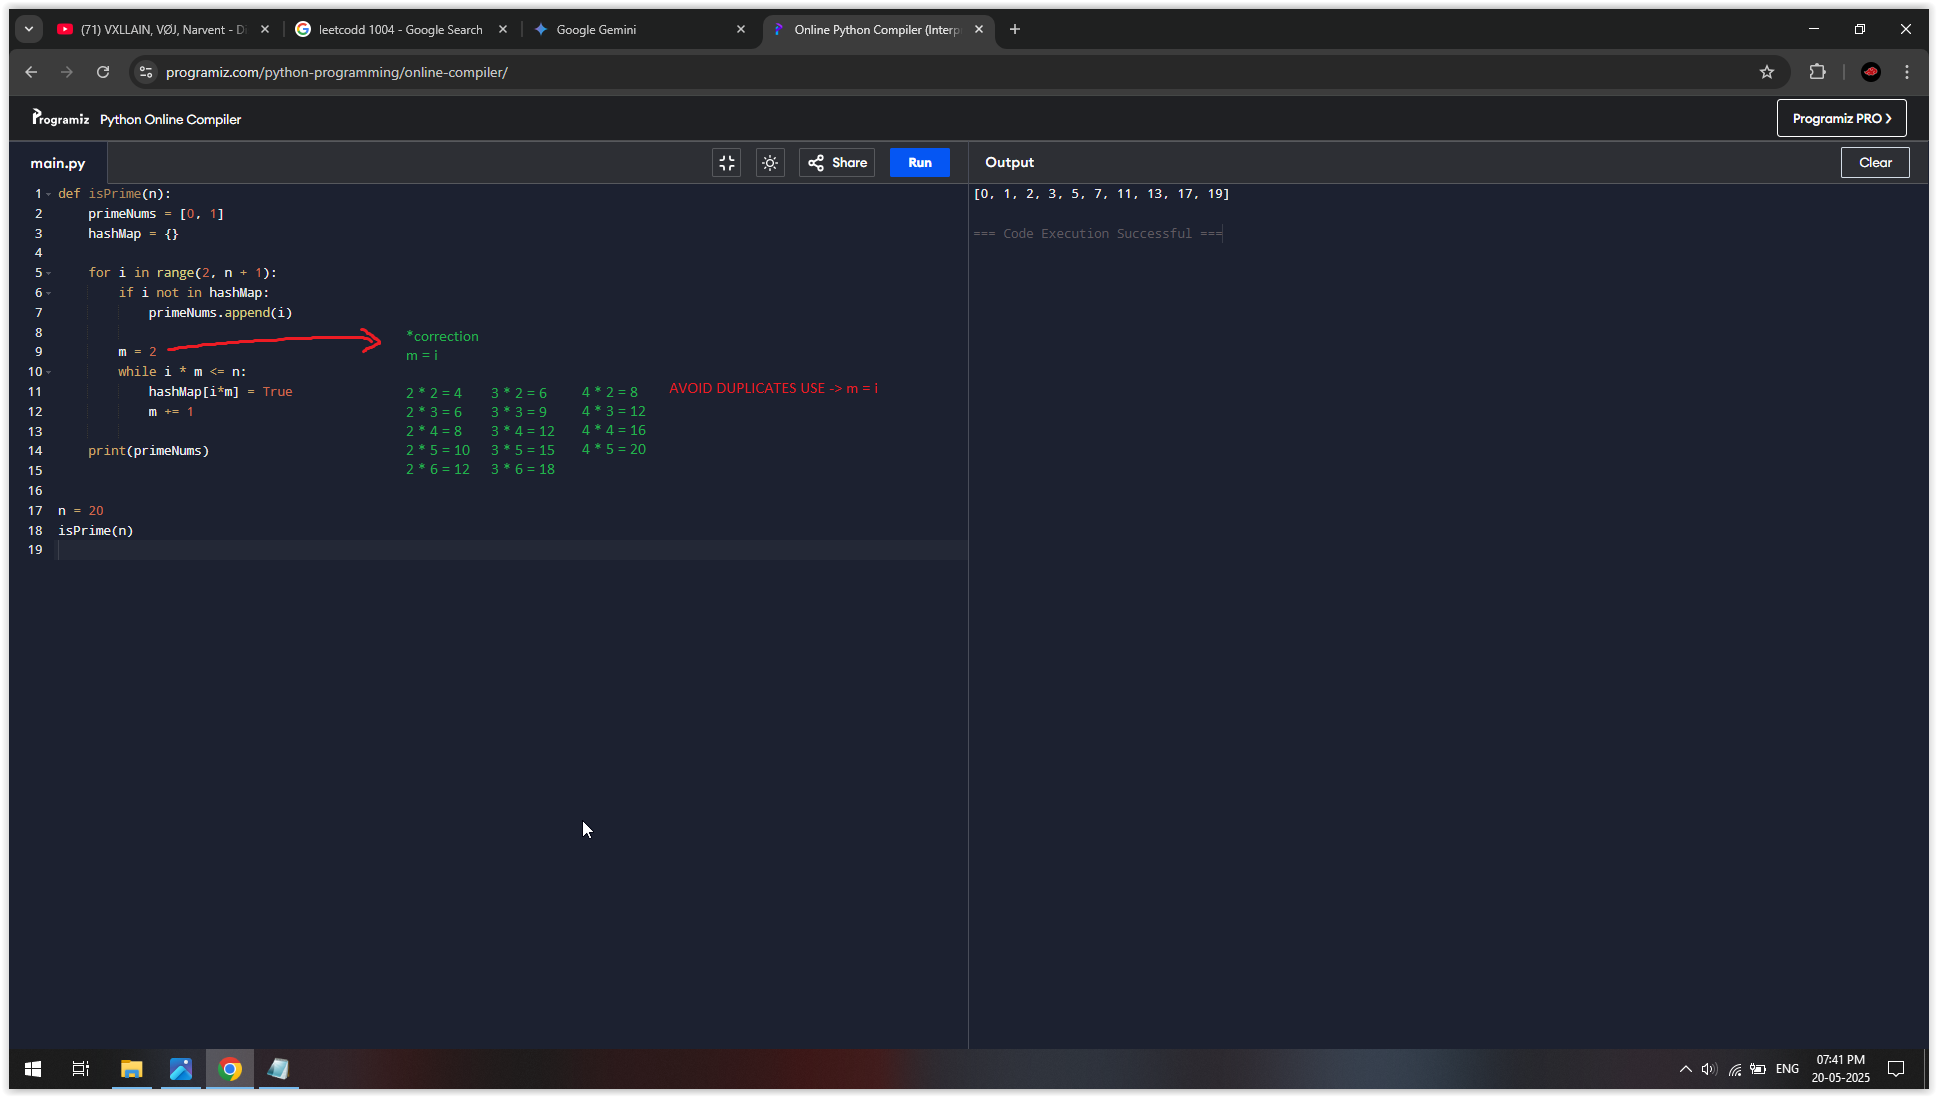 (71) VXLLAIN, VØJ, Narvent - Di
leetcodd 1004 - Google Search
Google Gemini
Online Python Compiler (Interp
programiz.com/python-programming/online-compiler/
Programiz Python Online Compiler
Programiz PRO >
main.py
Share
Run
Output
Clear
1 def isPrime(n):
2     primeNums = [0, 1]
3     hashMap = {}
4
5     for i in range(2, n + 1):
6         if i not in hashMap:
7             primeNums.append(i)
8
9         m = 2
10         while i * m <= n:
11             hashMap[i*m] = True
12             m += 1
13
14     print(primeNums)
15
16
17 n = 20
18 isPrime(n)
19
*correction
m = i
2 * 2 = 4 3 * 2 = 6 4 * 2 = 8
2 * 3 = 6 3 * 3 = 9 4 * 3 = 12
2 * 4 = 8 3 * 4 = 12 4 * 4 = 16
2 * 5 = 10 3 * 5 = 15 4 * 5 = 20
2 * 6 = 12 3 * 6 = 18
AVOID DUPLICATES USE -> m = i
[0, 1, 2, 3, 5, 7, 11, 13, 17, 19]
=== Code Execution Successful ===
ENG
07:41 PM
20-05-2025